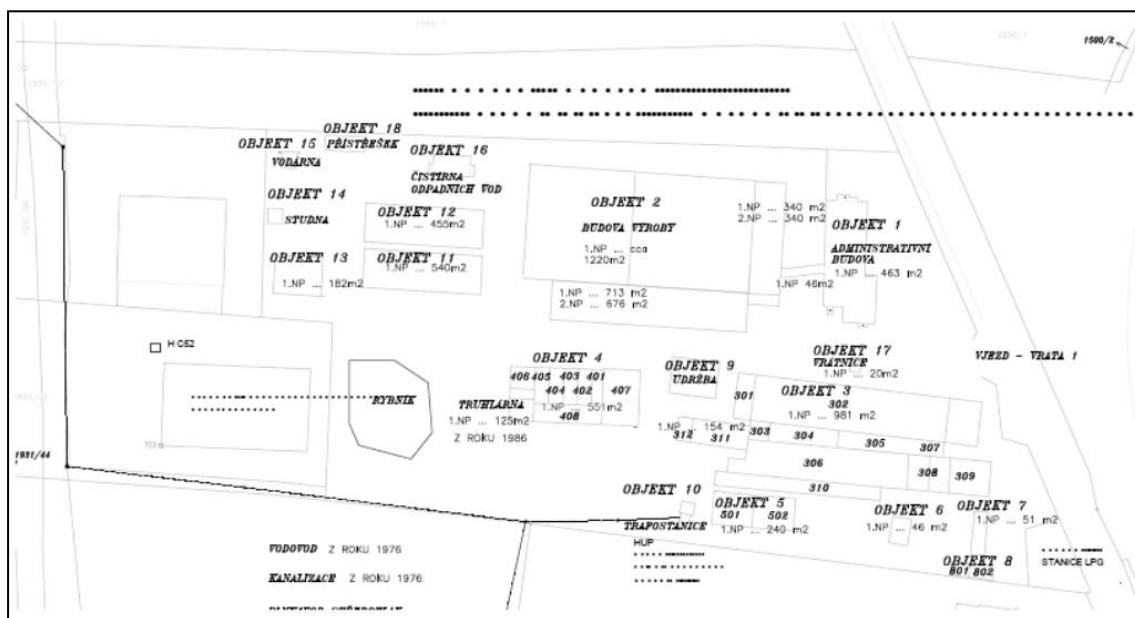 1500/2
OBJEKT 18
PŘÍSTŘEŠEK
OBJEKT 15
VODÁRNA
OBJEKT 16
ČISTÍRNA
ODPADNÍCH VOD
OBJEKT 14
STUDNA
OBJEKT 12
1.NP ... 455m2
OBJEKT 2
BUDOVA VÝROBY
1.NP ... cca
1220m2
1.NP ... 340 m2
2.NP ... 340 m2
OBJEKT 1
ADMINISTRATIVNÍ
BUDOVA
1.NP ... 463 m2
OBJEKT 13
1.NP ... 182m2
OBJEKT 11
1.NP ... 540m2
1.NP 46m2
1.NP ... 713 m2
2.NP ... 676 m2
H C52
RYBNÍK
OBJEKT 4
406 405 403 401
404 402 407
TRUHLÁRNA
1.NP ... 551m2
1.NP ... 125m2
408
Z ROKU 1986
OBJEKT 9
ÚDRŽBA
OBJEKT 17
VRÁTNICE
1.NP ... 20m2
VJEZD - VRATA 1
OBJEKT 3
301
302
1.NP ... 981 m2
1.NP ... 154 m2
312 311
303 304 305 307
306
308 309
310
1931/44
OBJEKT 10
TRAFOSTANICE
HUP
OBJEKT 5
501 502
1.NP ... 240 m2
OBJEKT 6
1.NP ... 46 m2
OBJEKT 7
1.NP ... 51 m2
OBJEKT 8
801 802
STANICE LPG
VODOVOD Z ROKU 1976
KANALIZACE Z ROKU 1976